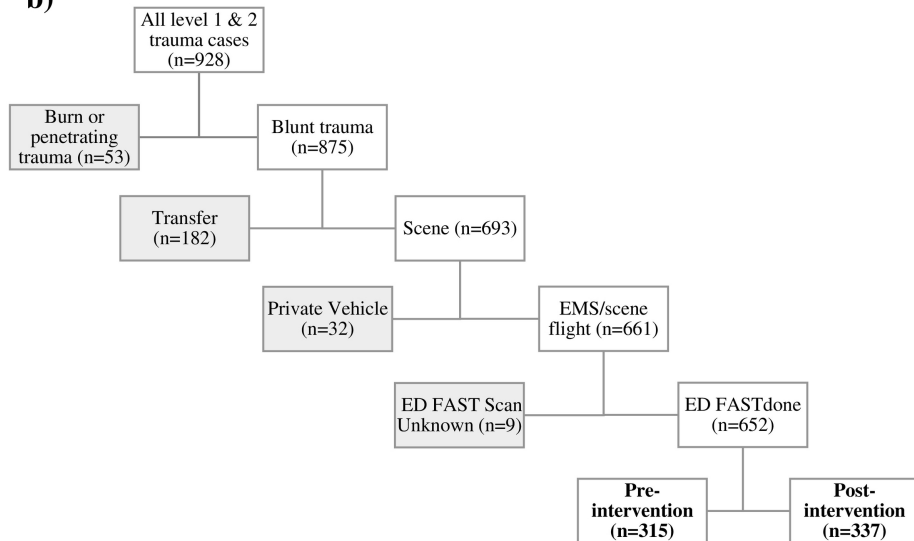 b)
All level 1 & 2
trauma cases
(n=928)
Burn or
penetrating
trauma (n=53)
Blunt trauma
(n=875)
Transfer
(n=182)
Scene (n=693)
Private Vehicle
(n=32)
EMS/scene
flight (n=661)
ED FAST Scan
Unknown (n=9)
ED FASTdone
(n=652)
Pre-
intervention
(n=315)
Post-
intervention
(n=337)